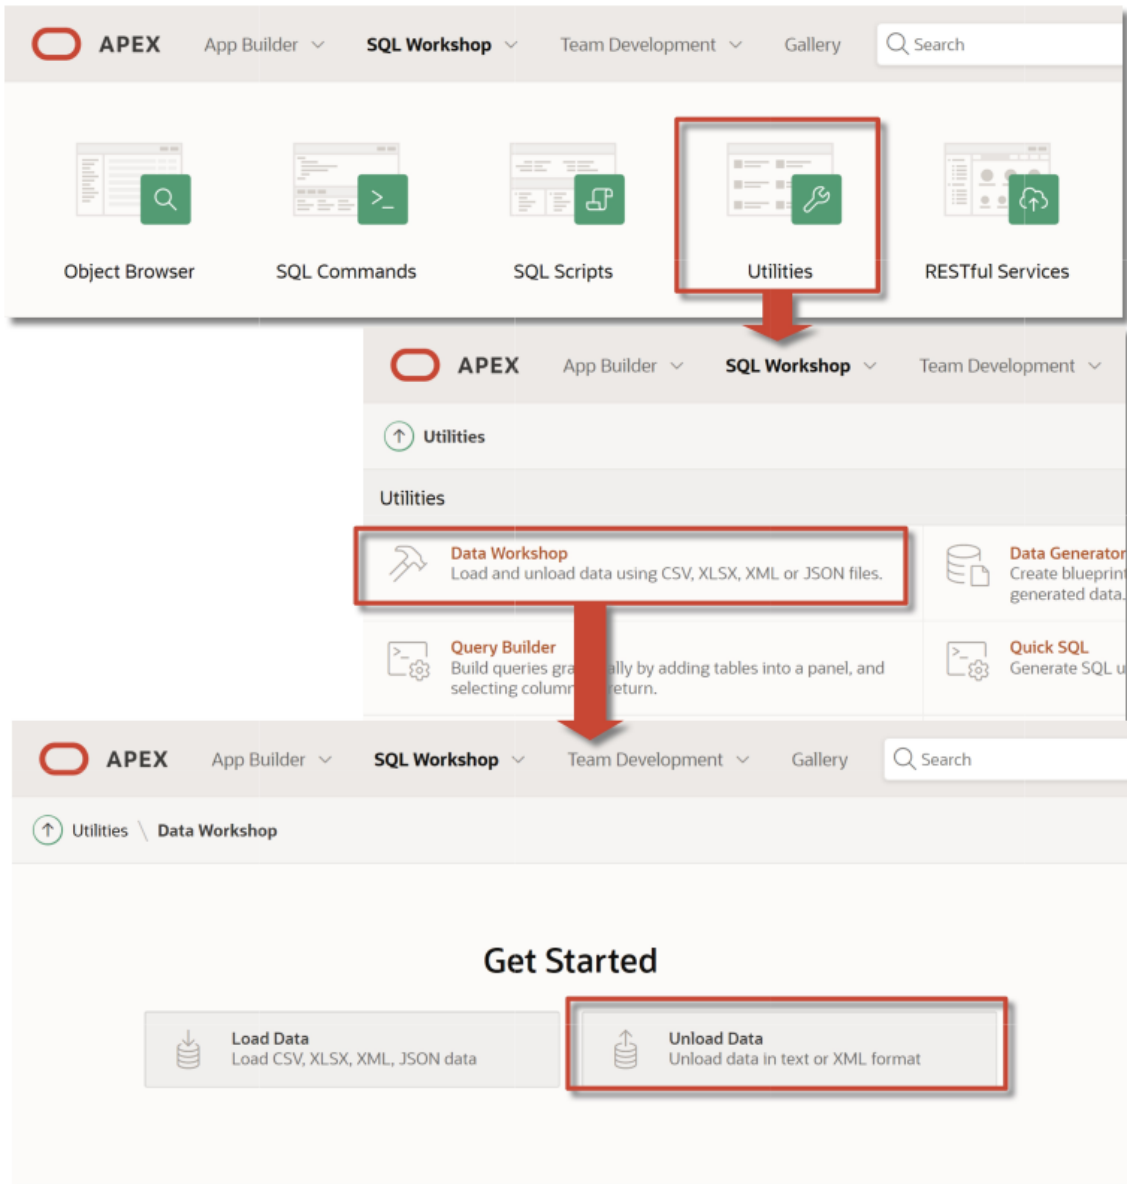 APEX App Builder SQL Workshop Team Development Gallery Search
Object Browser SQL Commands SQL Scripts Utilities RESTful Services
APEX App Builder SQL Workshop Team Development
Utilities
Utilities
Data Workshop
Load and unload data using CSV, XLSX, XML or JSON files.
Data Generator
Create blueprint
generated data.
Query Builder
Build queries ally by adding tables into a panel, and
selecting column return.
Quick SQL
Generate SQL u
APEX App Builder SQL Workshop Team Development Gallery Search
Utilities \ Data Workshop
Get Started
Load Data
Load CSV, XLSX, XML, JSON data
Unload Data
Unload data in text or XML format